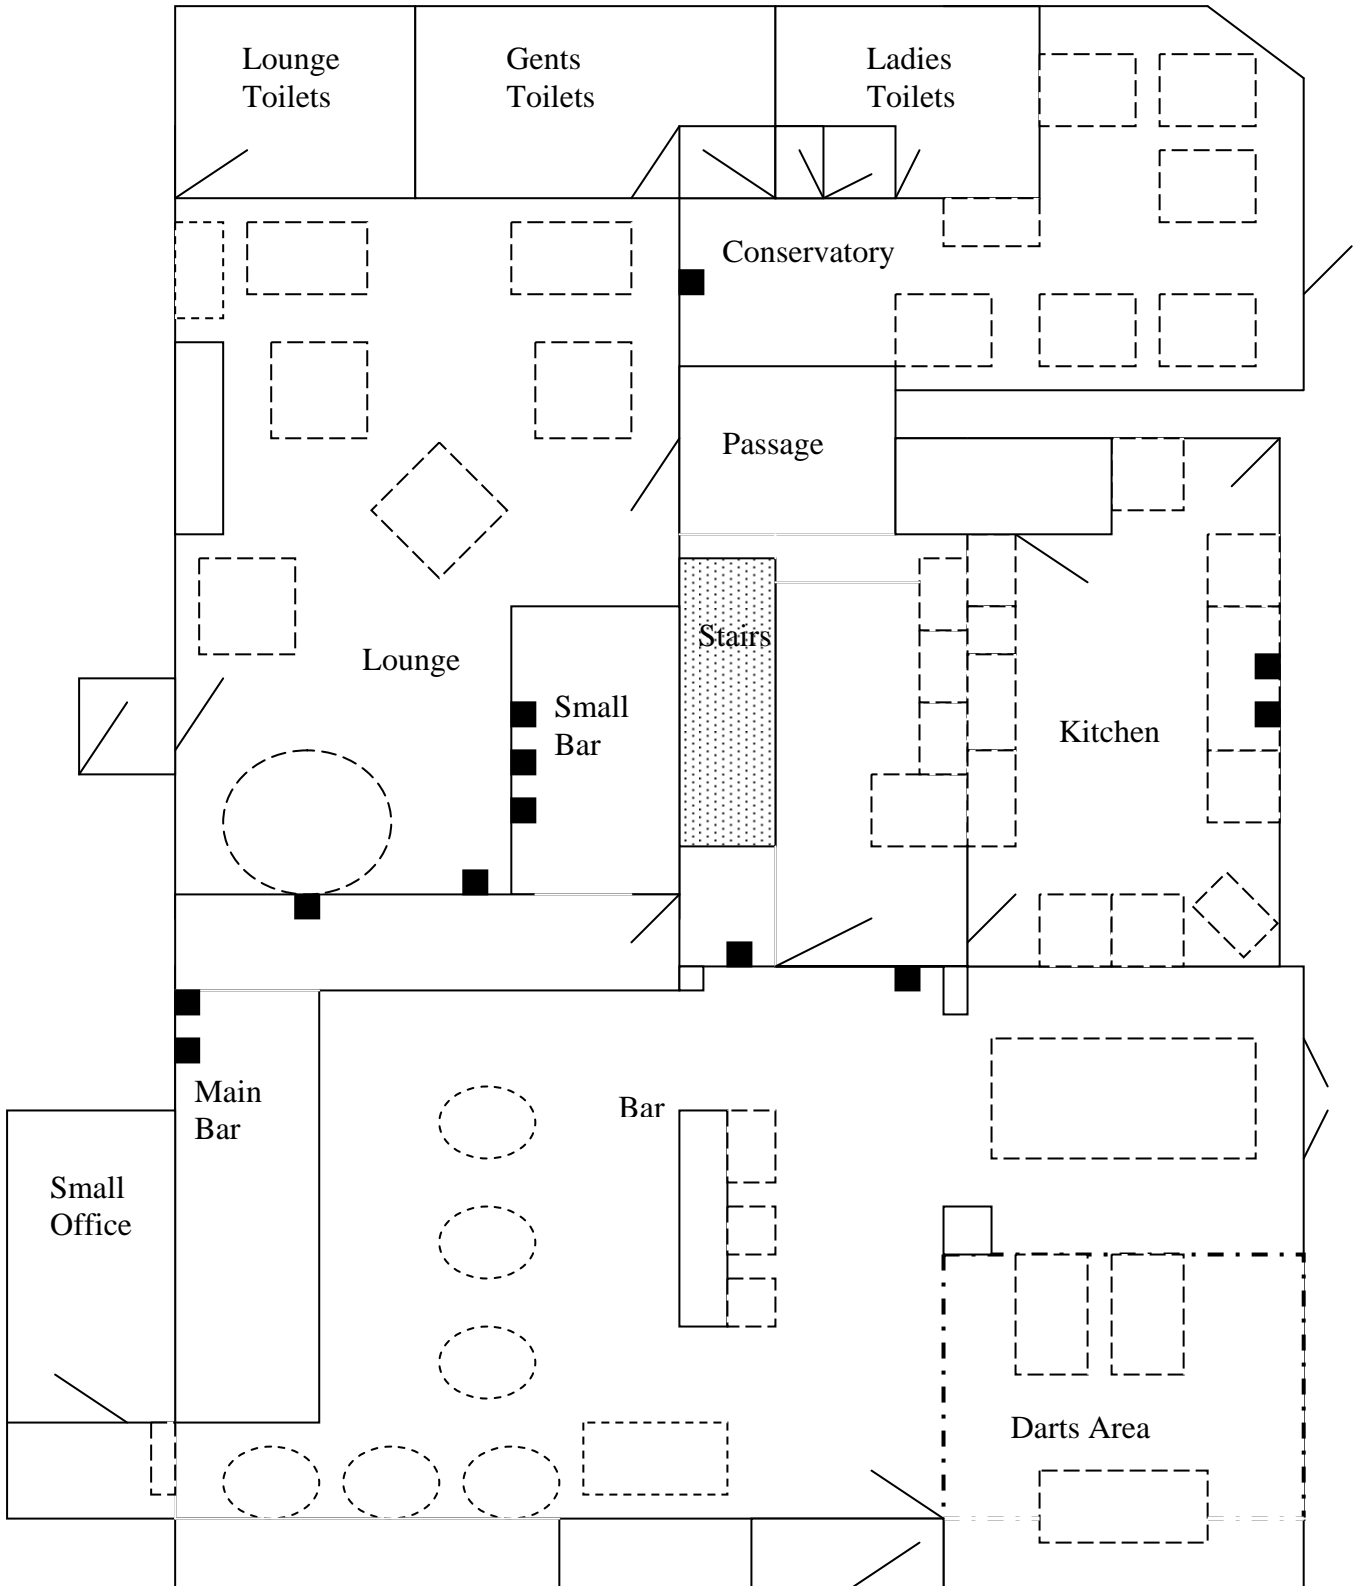 Lounge
Toilets
Gents
Toilets
Ladies
Toilets
Conservatory
Passage
Stairs
Lounge
Small
Bar
Kitchen
Main
Bar
Bar
Small
Office
Darts Area